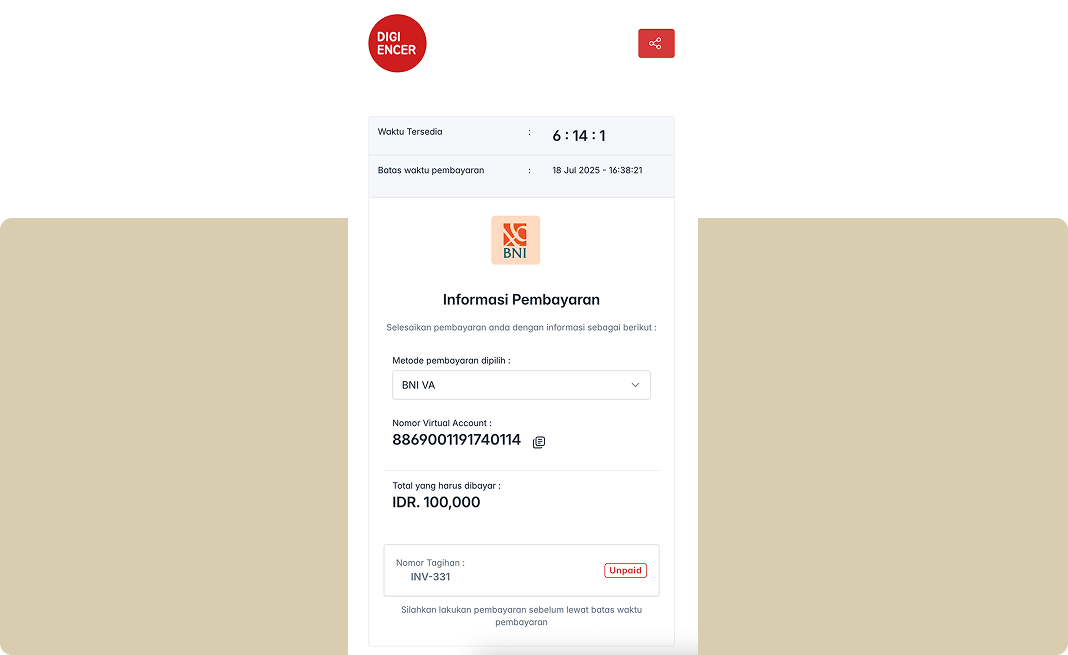 DIGI
ENCER
Waktu Tersedia : 6 : 14 : 1
Batas waktu pembayaran : 18 Jul 2025 - 16:38:21
BNI
Informasi Pembayaran
Selesaikan pembayaran anda dengan informasi sebagai berikut :
Metode pembayaran dipilih :
BNI VA
Nomor Virtual Account :
8869001191740114
Total yang harus dibayar :
IDR. 100,000
Nomor Tagihan :
INV-331
Unpaid
Silahkan lakukan pembayaran sebelum lewat batas waktu
pembayaran